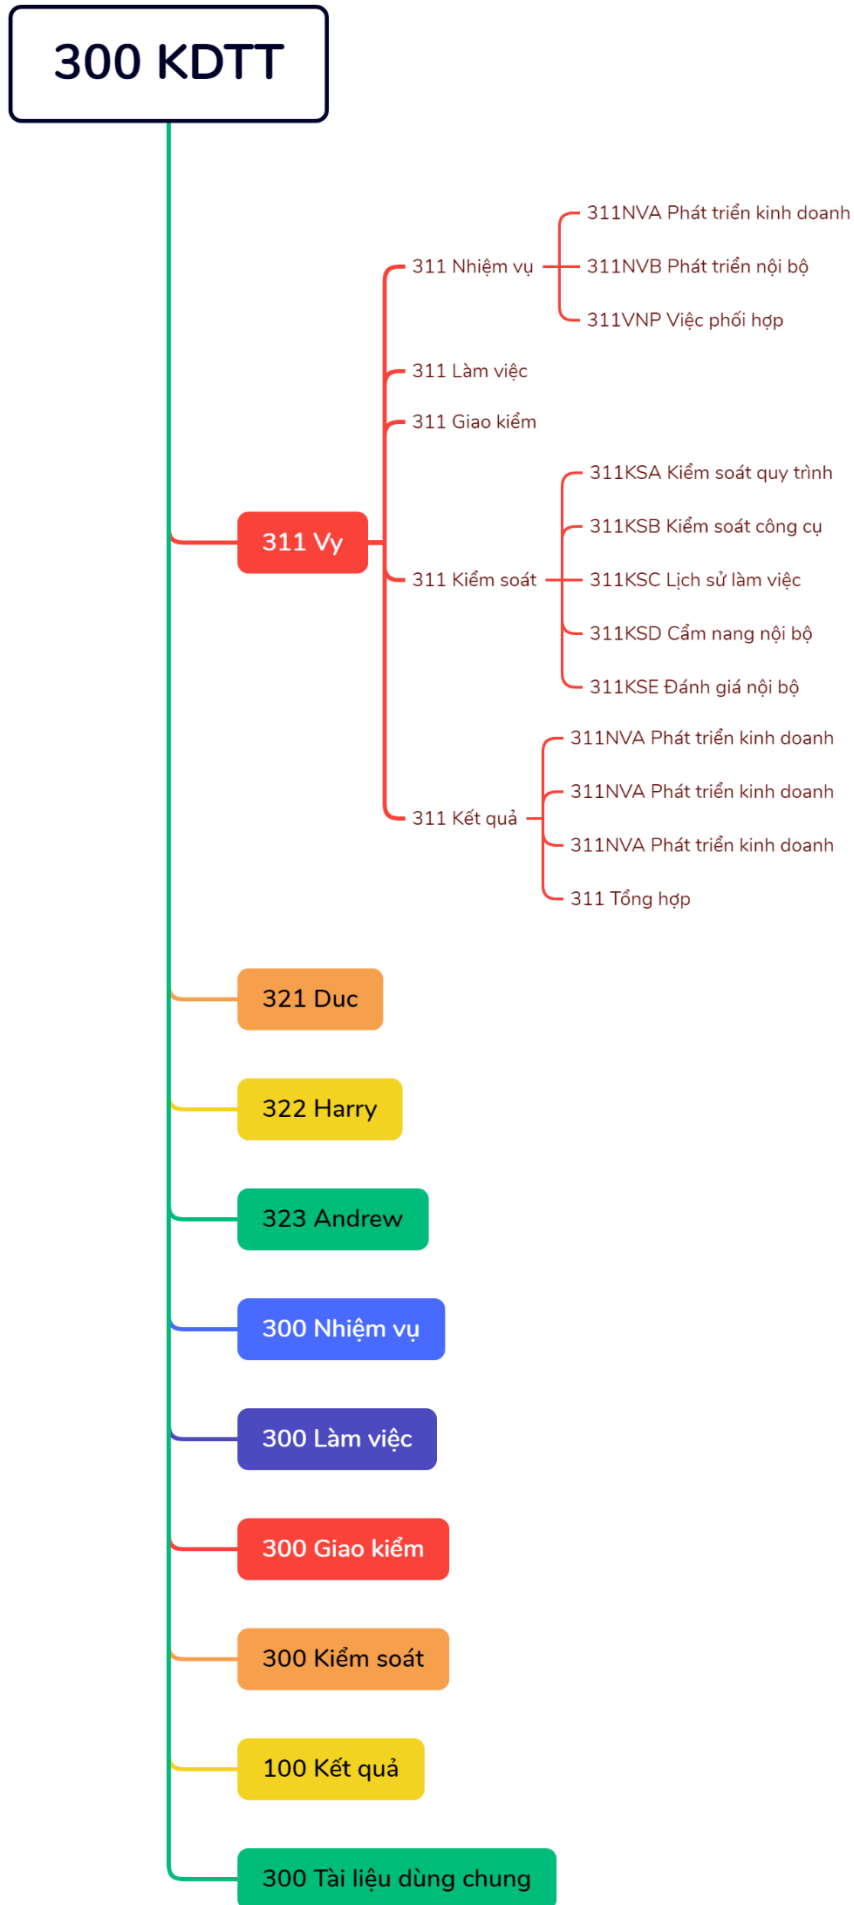 300 KDTT
311 Vy
311 Nhiệm vụ
311NVA Phát triển kinh doanh
311NVB Phát triển nội bộ
311VNP Việc phối hợp
311 Làm việc
311 Giao kiểm
311 Kiểm soát
311KSA Kiểm soát quy trình
311KSB Kiểm soát công cụ
311KSC Lịch sử làm việc
311KSD Cẩm nang nội bộ
311KSE Đánh giá nội bộ
311 Kết quả
311NVA Phát triển kinh doanh
311NVA Phát triển kinh doanh
311NVA Phát triển kinh doanh
311 Tổng hợp
321 Duc
322 Harry
323 Andrew
300 Nhiệm vụ
300 Làm việc
300 Giao kiểm
300 Kiểm soát
100 Kết quả
300 Tài liệu dùng chung